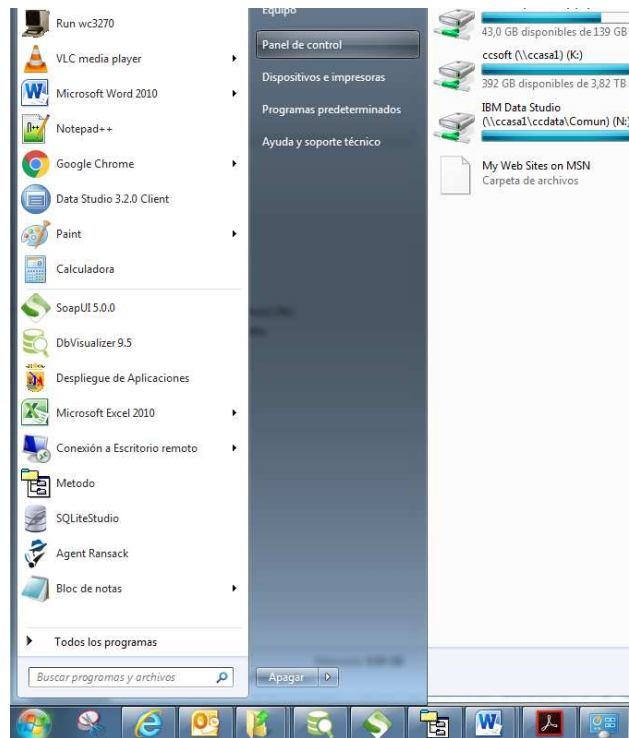 Run wc3270
VLC media player
Microsoft Word 2010
Notepad++
Google Chrome
Data Studio 3.2.0 Client
Paint
Calculadora
SoapUI 5.0.0
DbVisualizer 9.5
Despliegue de Aplicaciones
Microsoft Excel 2010
Conexión a Escritorio remoto
Metodo
SQLiteStudio
Agent Ransack
Bloc de notas
Todos los programas
Buscar programas y archivos
Equipo
Panel de control
Dispositivos e impresoras
Programas predeterminados
Ayuda y soporte técnico
Apagar
43,0 GB disponibles de 139 GB
ccsoft (\\ccasa1) (K:)
392 GB disponibles de 3,82 TB
IBM Data Studio
(\\ccasa1\ccdata\Comun) (N:)
My Web Sites on MSN
Carpeta de archivos